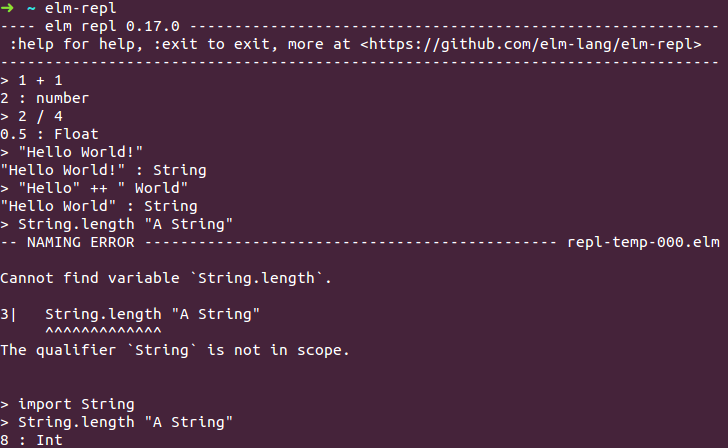 ➜  ~ elm-repl
---- elm repl 0.17.0 -----------------------------------------------------------
 :help for help, :exit to exit, more at <https://github.com/elm-lang/elm-repl>
--------------------------------------------------------------------------------
> 1 + 1
2 : number
> 2 / 4
0.5 : Float
> "Hello World!"
"Hello World!" : String
> "Hello" ++ " World"
"Hello World" : String
> String.length "A String"
-- NAMING ERROR ---------------------------------------------- repl-temp-000.elm
Cannot find variable `String.length`.
3|   String.length "A String"
     ^^^^^^^^^^^^^
The qualifier `String` is not in scope.
> import String
> String.length "A String"
8 : Int